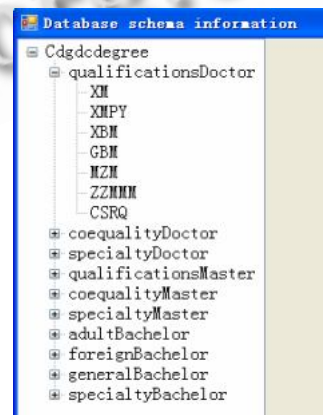 Database schema information
Cdgdcdegree
qualificationsDoctor
XM
XMPY
XBM
GBM
MZM
ZZMMM
CSRQ
coequalityDoctor
specialtyDoctor
qualificationsMaster
coequalityMaster
specialtyMaster
adultBachelor
foreignBachelor
generalBachelor
specialtyBachelor